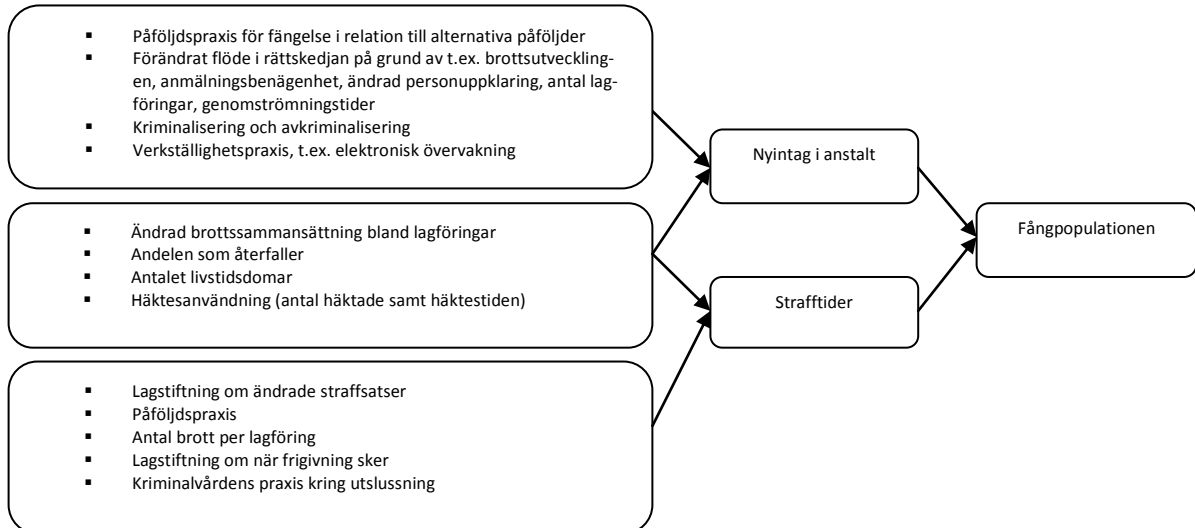 ▪ Påföljdspraxis för fängelse i relation till alternativa påföljder
▪ Förändrat flöde i rättskedjan på grund av t.ex. brottsutveckling-
en, anmälningsbenägenhet, ändrad personuppklaring, antal lag-
föringar, genomströmningstider
▪ Kriminalisering och avkriminalisering
▪ Verkställighetspraxis, t.ex. elektronisk övervakning
Nyintag i anstalt
▪ Ändrad brottssammansättning bland lagföringar
▪ Andelen som återfaller
▪ Antalet livstidsdomar
▪ Häktesanvändning (antal häktade samt häktestiden)
Fångpopulationen
Strafftider
▪ Lagstiftning om ändrade straffsatser
▪ Påföljdspraxis
▪ Antal brott per lagföring
▪ Lagstiftning om när frigivning sker
▪ Kriminalvårdens praxis kring utslussning